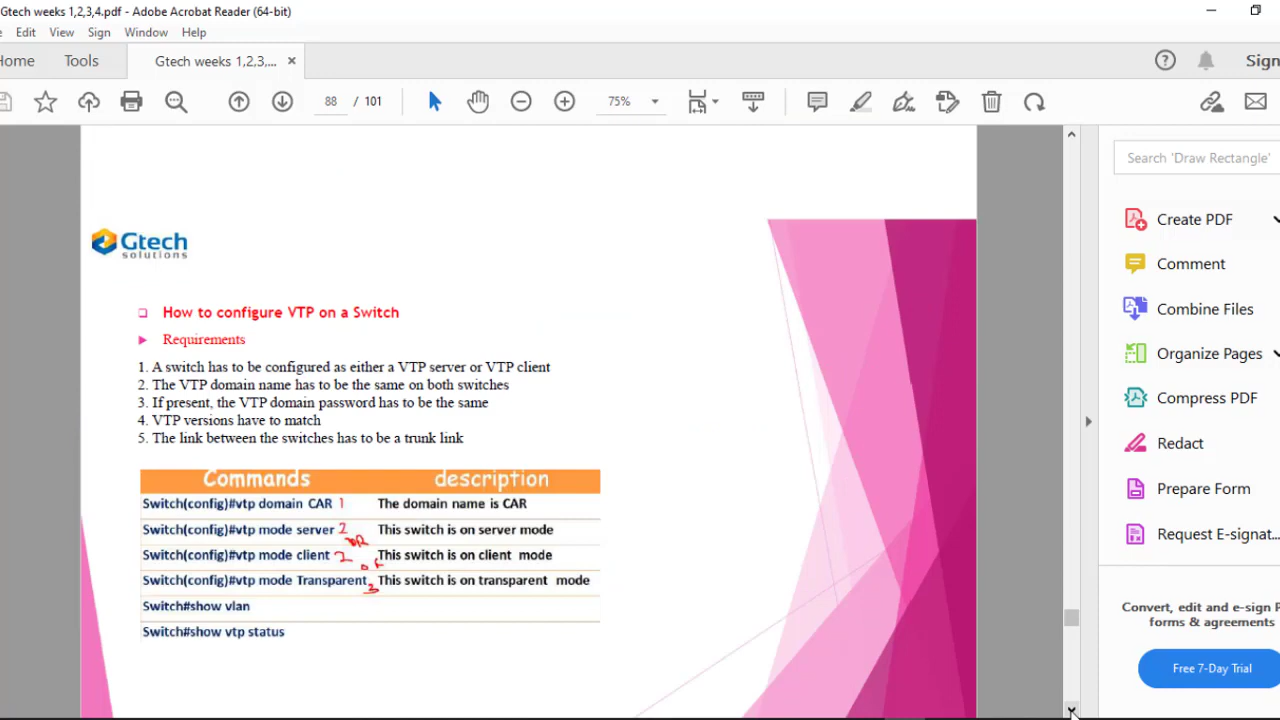 Gtech weeks 1,2,3,4.pdf - Adobe Acrobat Reader (64-bit)
Edit View Sign Window Help
Home Tools Gtech weeks 1,2,3,... × Sign
88 / 101 75%
Search 'Draw Rectangle'
Create PDF
Comment
Combine Files
Organize Pages
Compress PDF
Redact
Prepare Form
Request E-signat...
Convert, edit and e-sign P
forms & agreements
Free 7-Day Trial
Gtech
solutions
How to configure VTP on a Switch
Requirements
1. A switch has to be configured as either a VTP server or VTP client
2. The VTP domain name has to be the same on both switches
3. If present, the VTP domain password has to be the same
4. VTP versions have to match
5. The link between the switches has to be a trunk link
Commands description
Switch(config)#vtp domain CAR 1 The domain name is CAR
Switch(config)#vtp mode server 2 This switch is on server mode
OR
Switch(config)#vtp mode client 2 This switch is on client mode
or
Switch(config)#vtp mode Transparent 3 This switch is on transparent mode
Switch#show vlan
Switch#show vtp status